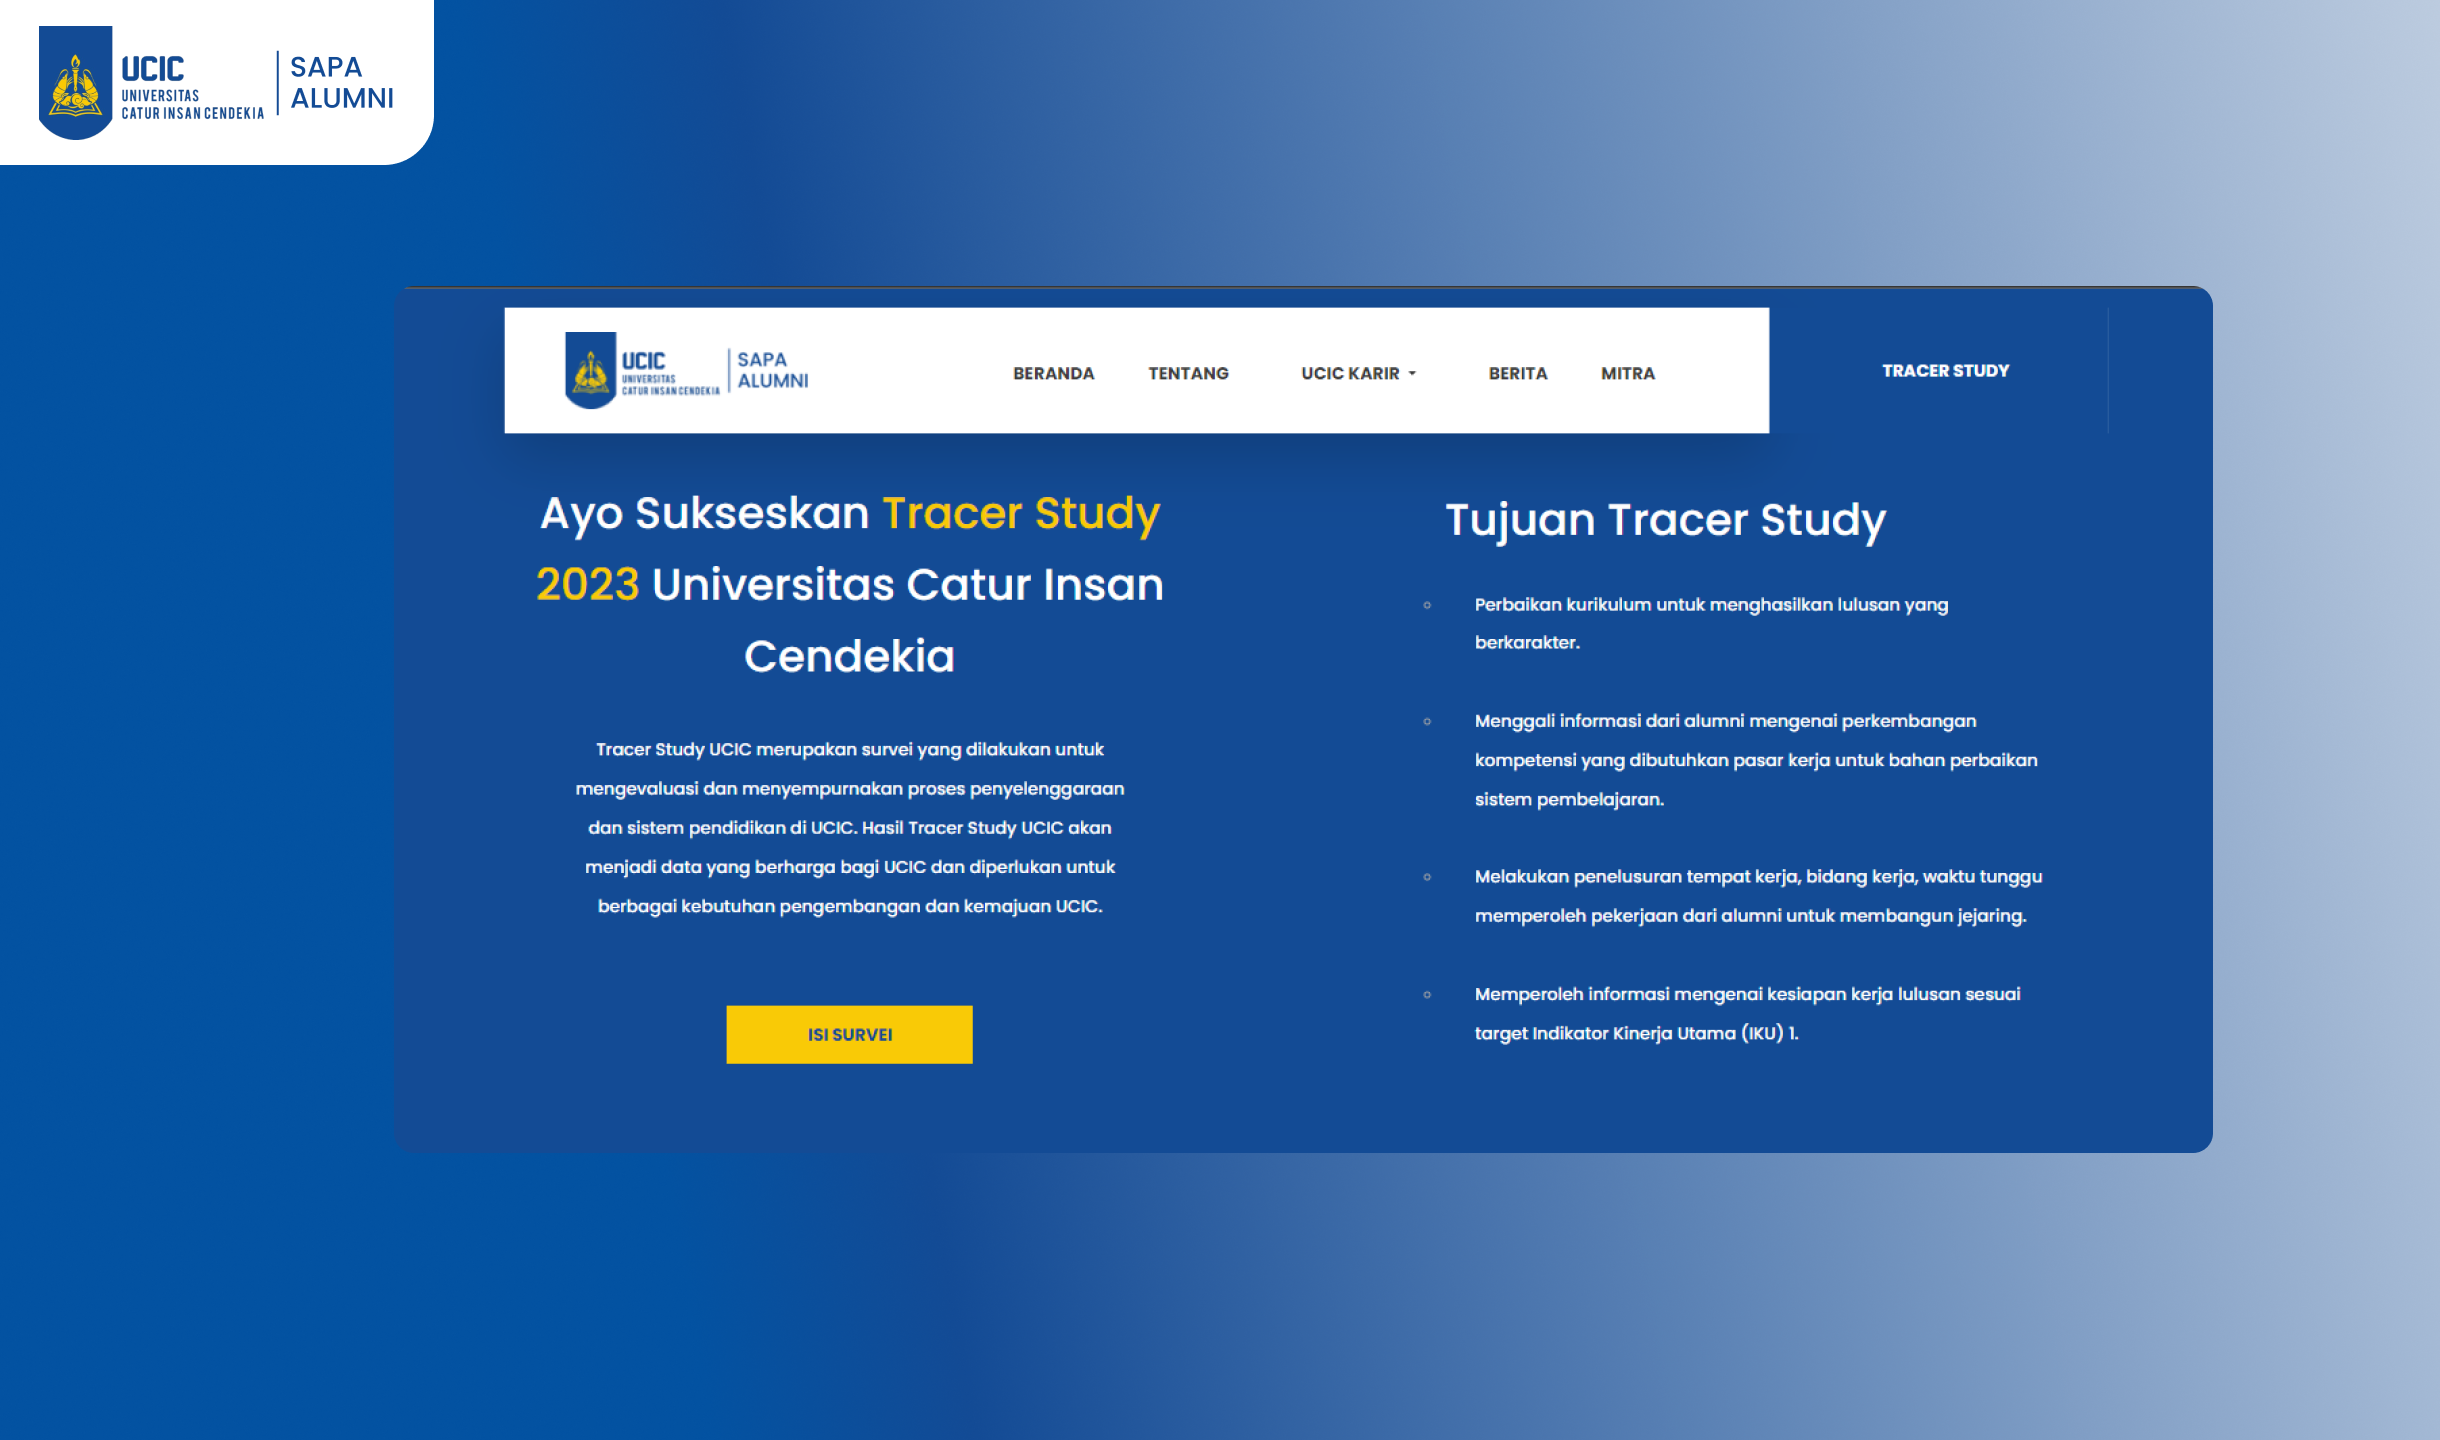 UCIC
UNIVERSITAS
CATUR INSAN CENDEKIA
SAPA
ALUMNI
UCIC
UNIVERSITAS
CATUR INSAN CENDEKIA
SAPA
ALUMNI
BERANDA
TENTANG
UCIC KARIR
BERITA
MITRA
TRACER STUDY
Ayo Sukseskan Tracer Study
2023 Universitas Catur Insan
Cendekia
Tracer Study UCIC merupakan survei yang dilakukan untuk
mengevaluasi dan menyempurnakan proses penyelenggaraan
dan sistem pendidikan di UCIC. Hasil Tracer Study UCIC akan
menjadi data yang berharga bagi UCIC dan diperlukan untuk
berbagai kebutuhan pengembangan dan kemajuan UCIC.
ISI SURVEI
Tujuan Tracer Study
Perbaikan kurikulum untuk menghasilkan lulusan yang
berkarakter.
Menggali informasi dari alumni mengenai perkembangan
kompetensi yang dibutuhkan pasar kerja untuk bahan perbaikan
sistem pembelajaran.
Melakukan penelusuran tempat kerja, bidang kerja, waktu tunggu
memperoleh pekerjaan dari alumni untuk membangun jejaring.
Memperoleh informasi mengenai kesiapan kerja lulusan sesuai
target Indikator Kinerja Utama (IKU) 1.